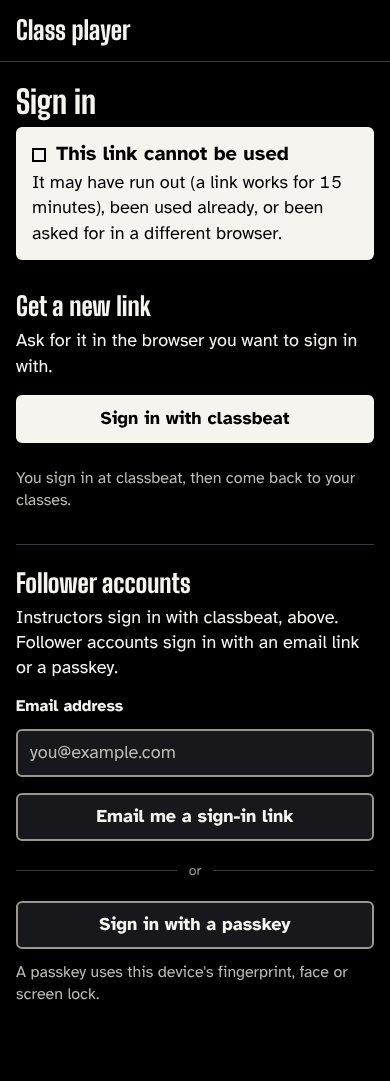 Class player
Sign in
This link cannot be used
It may have run out (a link works for 15
minutes), been used already, or been
asked for in a different browser.
Get a new link
Ask for it in the browser you want to sign in
with.
Sign in with classbeat
You sign in at classbeat, then come back to your
classes.
Follower accounts
Instructors sign in with classbeat, above.
Follower accounts sign in with an email link
or a passkey.
Email address
you@example.com
Email me a sign-in link
or
Sign in with a passkey
A passkey uses this device's fingerprint, face or
screen lock.